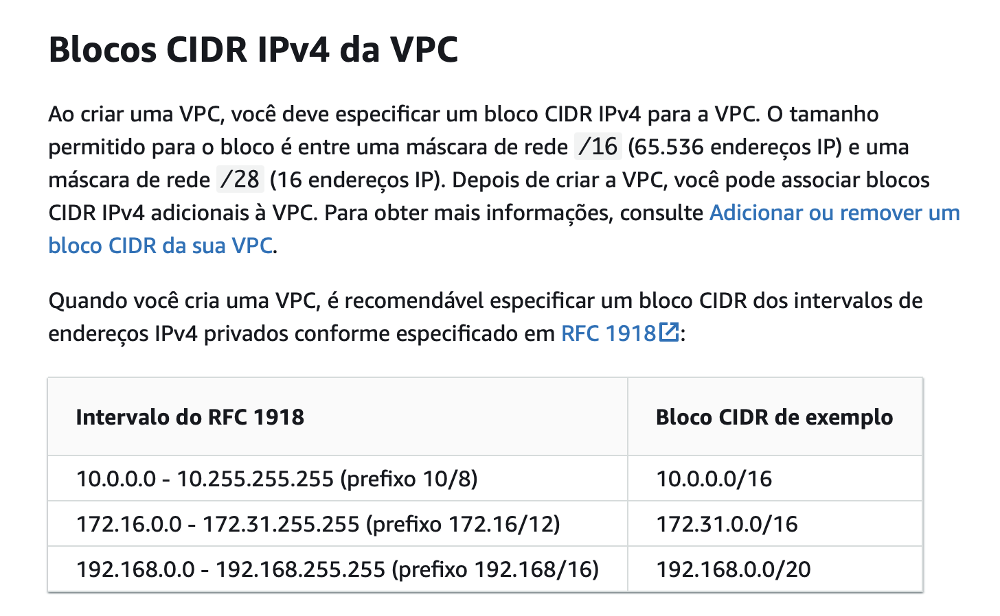 Blocos CIDR IPv4 da VPC
Ao criar uma VPC, você deve especificar um bloco CIDR IPv4 para a VPC. O tamanho
permitido para o bloco é entre uma máscara de rede /16 (65.536 endereços IP) e uma
máscara de rede /28 (16 endereços IP). Depois de criar a VPC, você pode associar blocos
CIDR IPv4 adicionais à VPC. Para obter mais informações, consulte Adicionar ou remover um
bloco CIDR da sua VPC.
Quando você cria uma VPC, é recomendável especificar um bloco CIDR dos intervalos de
endereços IPv4 privados conforme especificado em RFC 1918:
Intervalo do RFC 1918 Bloco CIDR de exemplo
10.0.0.0 - 10.255.255.255 (prefixo 10/8) 10.0.0.0/16
172.16.0.0 - 172.31.255.255 (prefixo 172.16/12) 172.31.0.0/16
192.168.0.0 - 192.168.255.255 (prefixo 192.168/16) 192.168.0.0/20